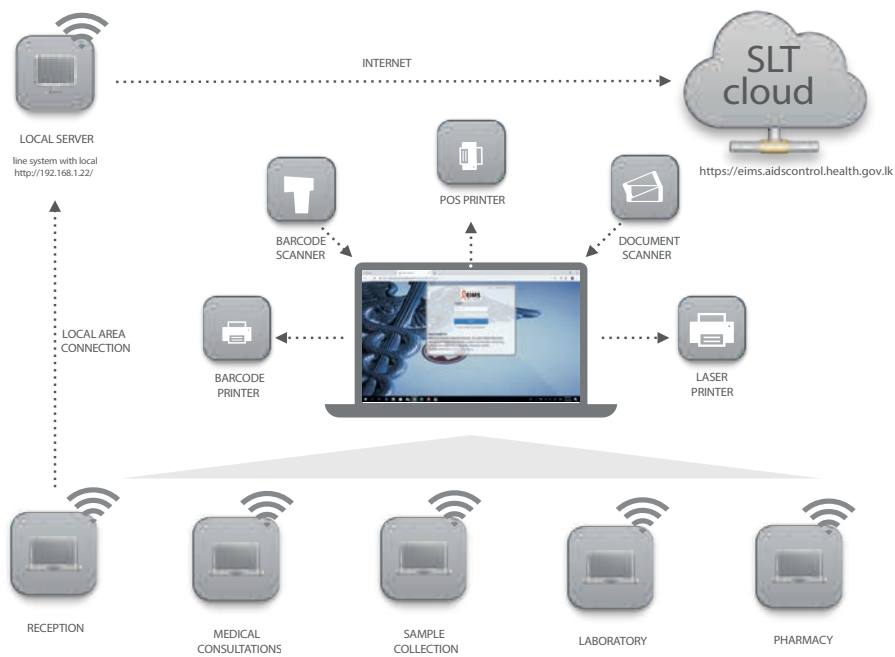 INTERNET
SLT
cloud
https://eims.aidscontrol.health.gov.lk
LOCAL SERVER
line system with local
http://192.168.1.22/
POS PRINTER
BARCODE
SCANNER
DOCUMENT
SCANNER
EIMS
LOCAL AREA
CONNECTION
BARCODE
PRINTER
LASER
PRINTER
RECEPTION
MEDICAL
CONSULTATIONS
SAMPLE
COLLECTION
LABORATORY
PHARMACY